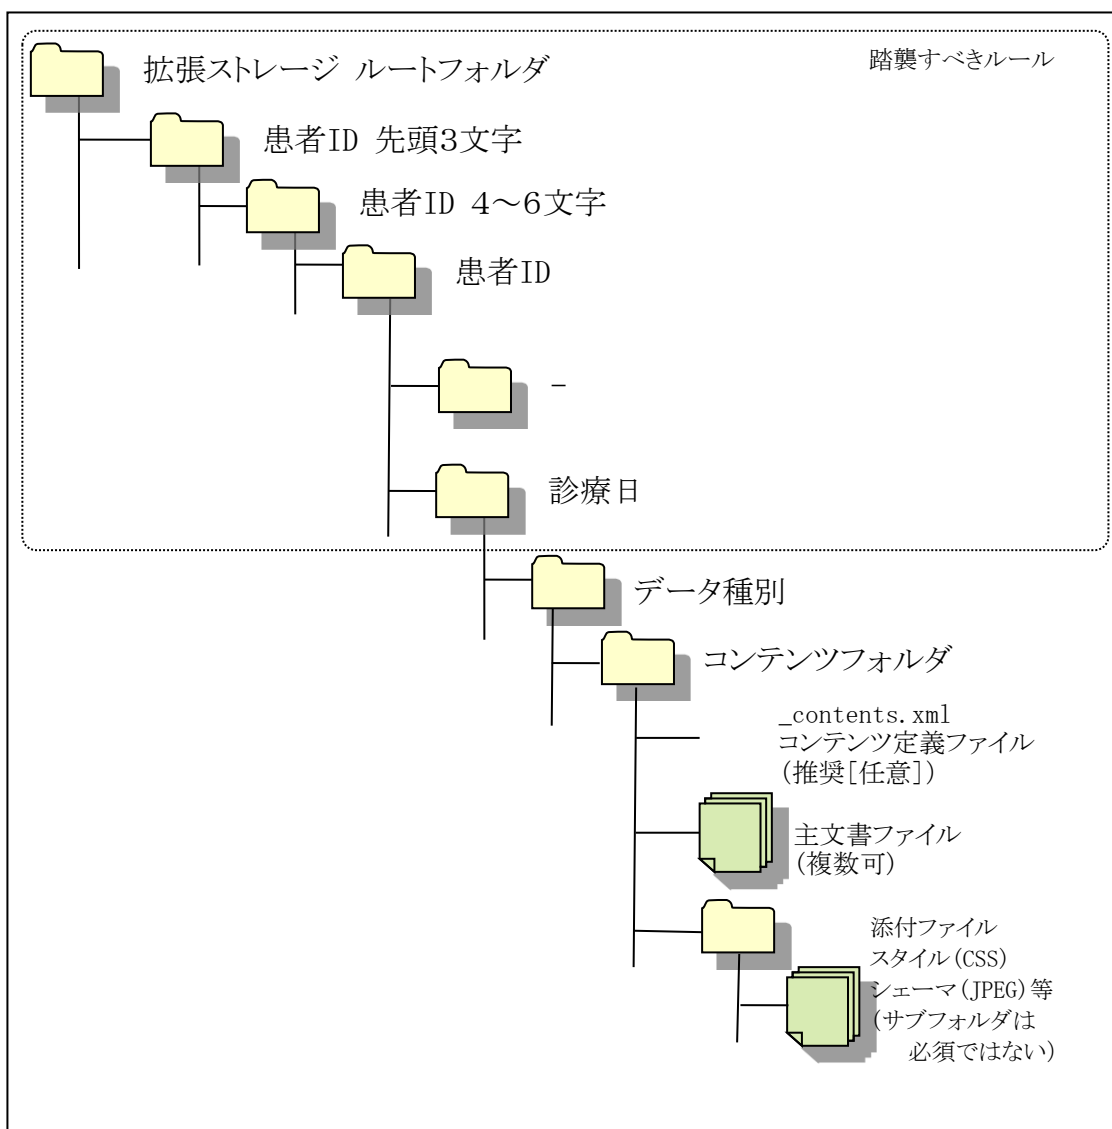 踏襲すべきルール
拡張ストレージ ルートフォルダ
患者ID 先頭3文字
患者ID 4～6文字
患者ID
-
診療日
データ種別
コンテンツフォルダ
_contents.xml
コンテンツ定義ファイル
(推奨[任意])
主文書ファイル
(複数可)
添付ファイル
スタイル(CSS)
シェーマ(JPEG)等
(サブフォルダは
必須ではない)